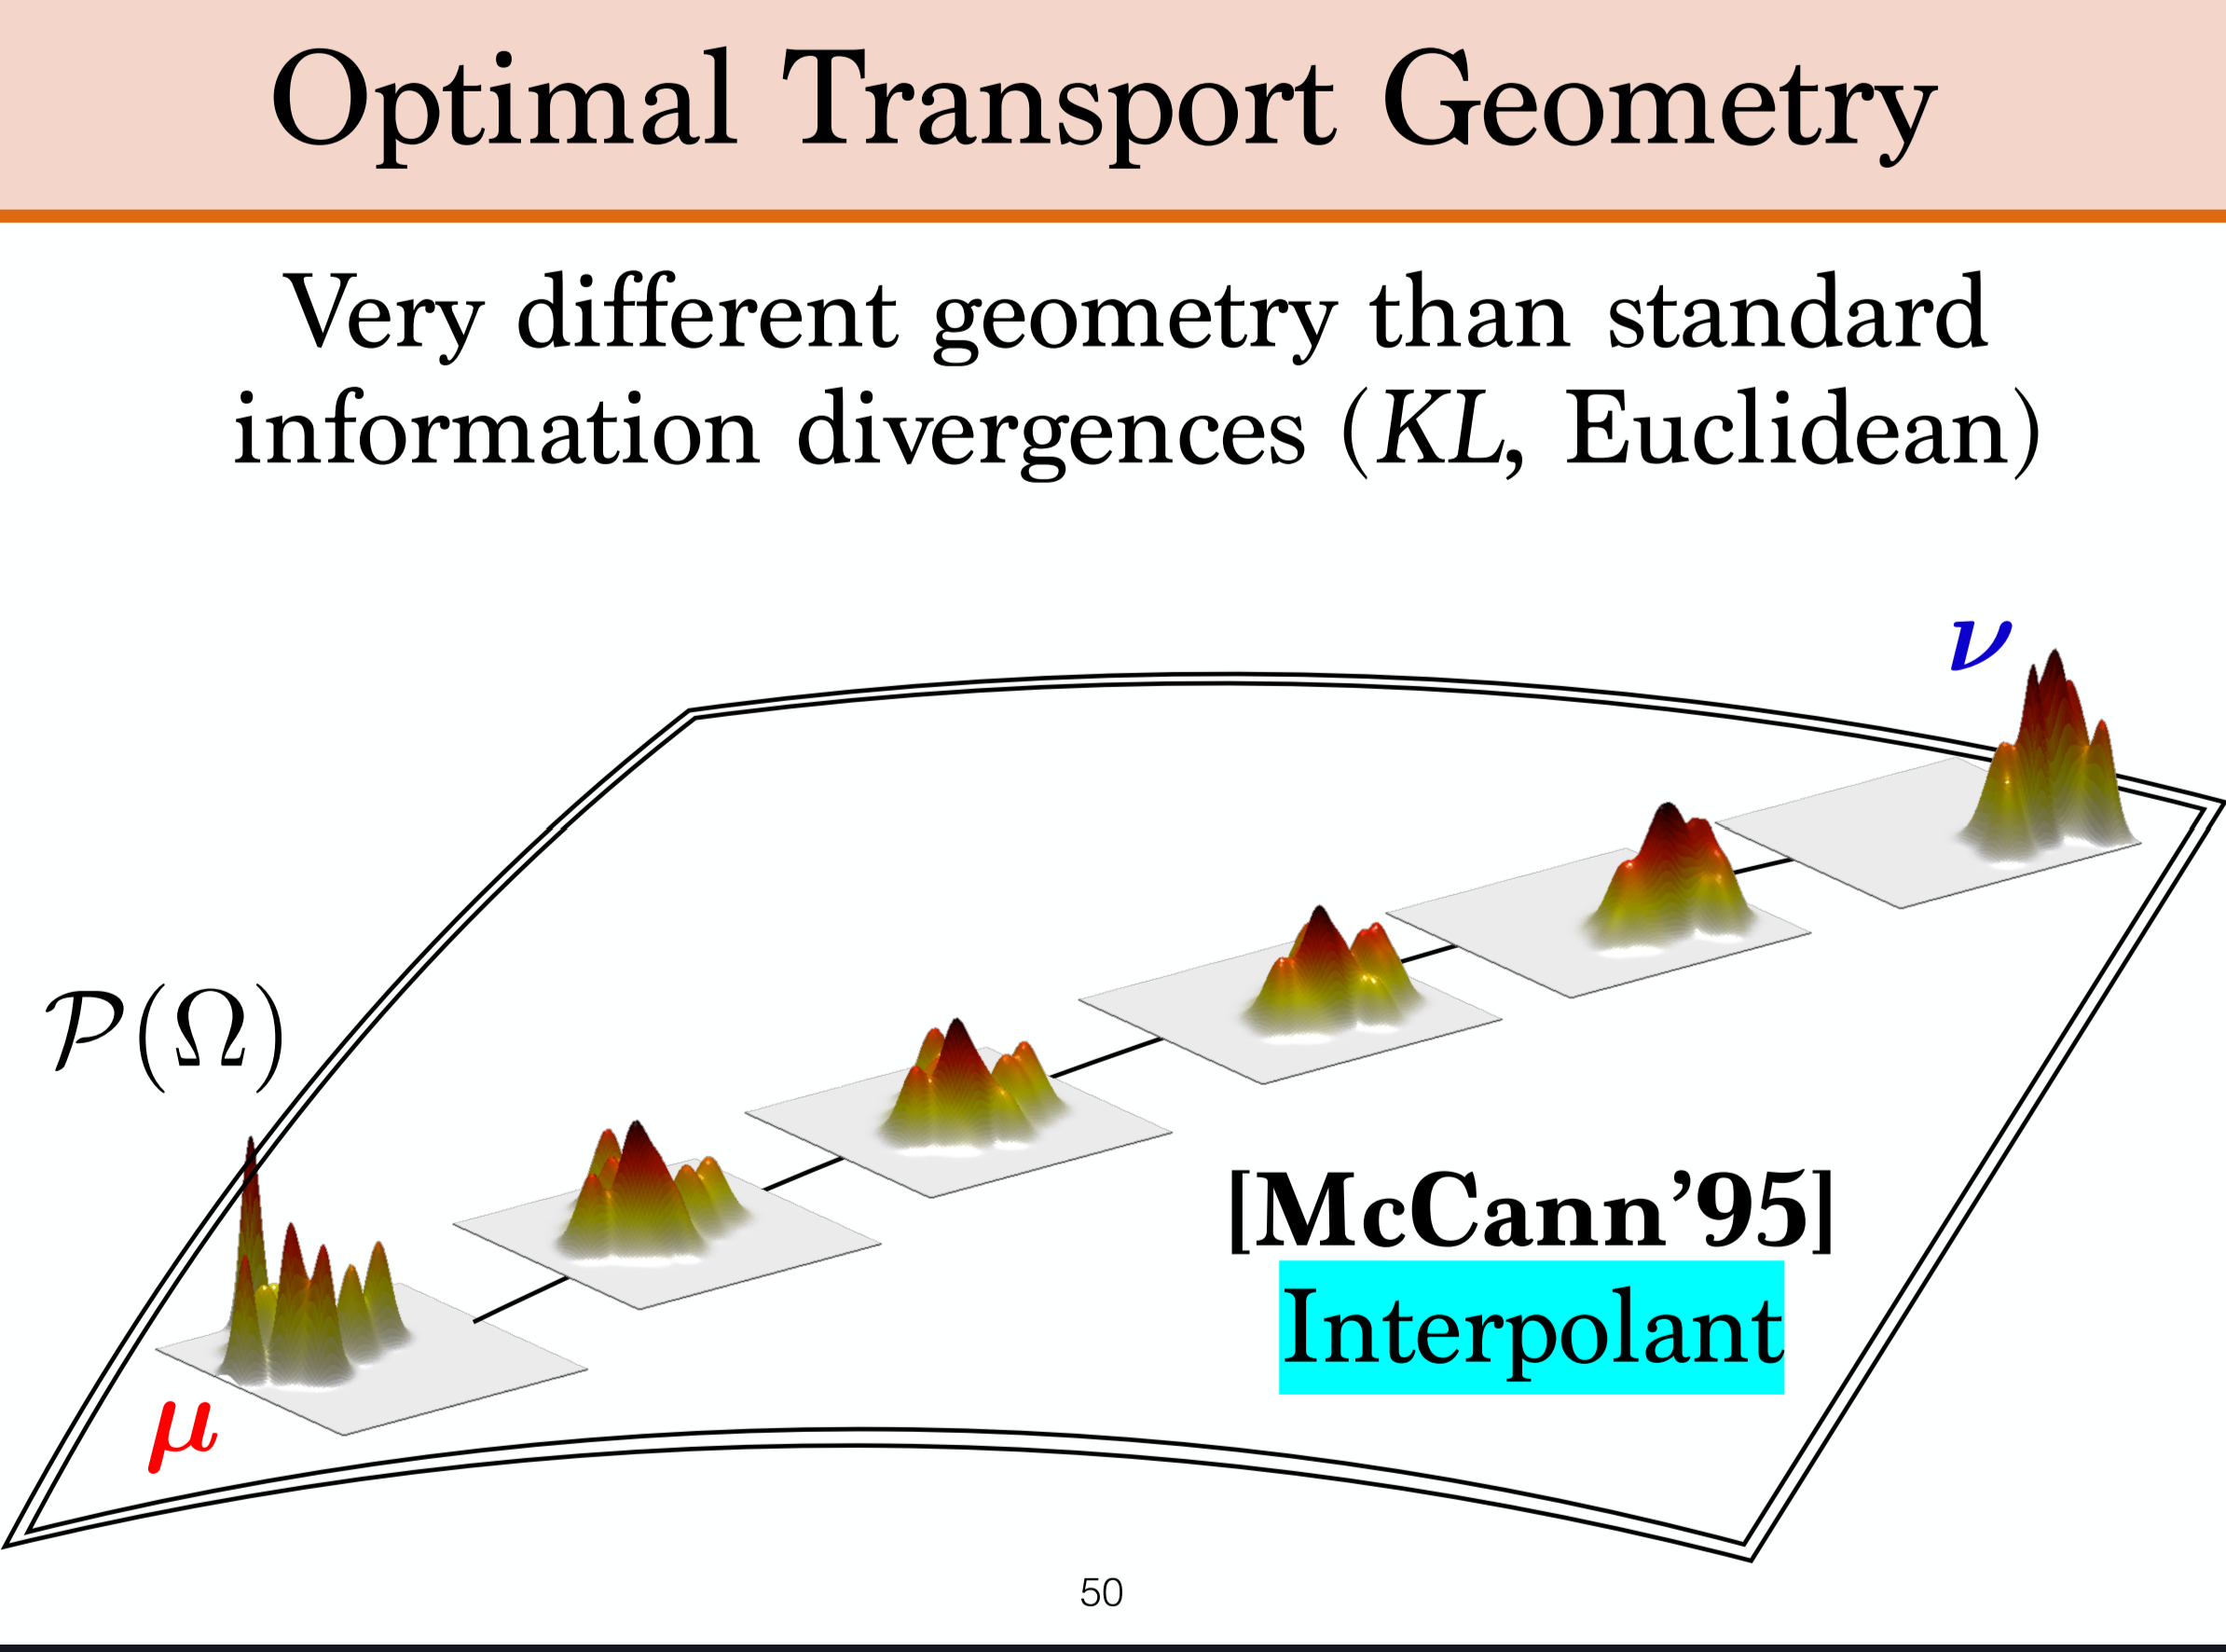 Optimal Transport Geometry
Very different geometry than standard
information divergences (KL, Euclidean)
ν
𝒫(Ω)
[McCann’95]
Interpolant
μ
50